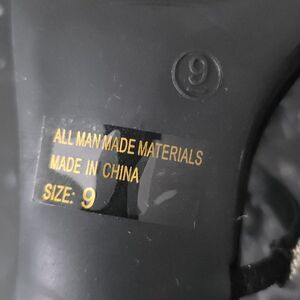 9
ALL MAN MADE MATERIALS
MADE IN CHINA
SIZE: 9